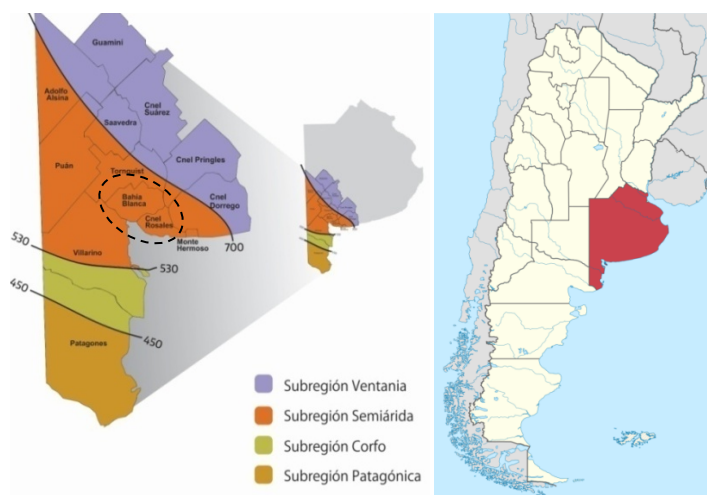 Guaminí
Adolfo
Alsina
Cnel
Suárez
Saavedra
Puán
Cnel Pringles
Tornquist
Bahía
Blanca
Cnel
Dorrego
Cnel
Rosales
Monte
Hermoso
700
530
Villarino
530
450
450
Patagones
Subregión Ventania
Subregión Semiárida
Subregión Corfo
Subregión Patagónica